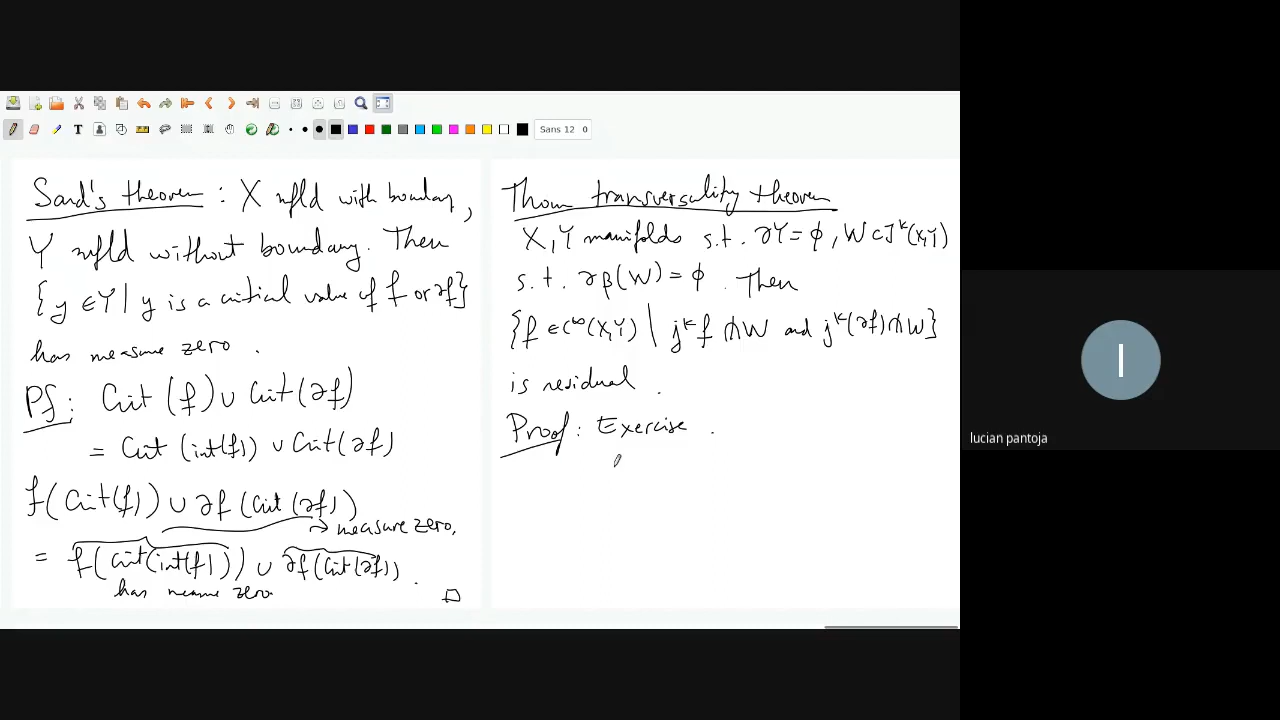 Sans 12 0
Sard's theorem : X mfld with boundary,
Y mfld without boundary. Then
{y ∈ Y | y is a critical value of f or ∂f}
has measure zero.
Pf: Crit (f) ∪ Crit (∂f)
= Crit (int(f)) ∪ Crit(∂f)
f(Crit(f)) ∪ ∂f (Crit (∂f))
→ measure zero.
= f(Crit(int(f))) ∪ ∂f(Crit(∂f)).
has measure zero □
Thom transversality theorem
X, Y manifolds s.t. ∂Y = ϕ, W ⊂ J^k(X,Y)
s.t. ∂β(W) = ϕ. Then
{f ∈ C^∞(X,Y) | j^k f ⋔ W and j^k(∂f) ⋔ W}
is residual.
Proof: Exercise.
I
lucian pantoja